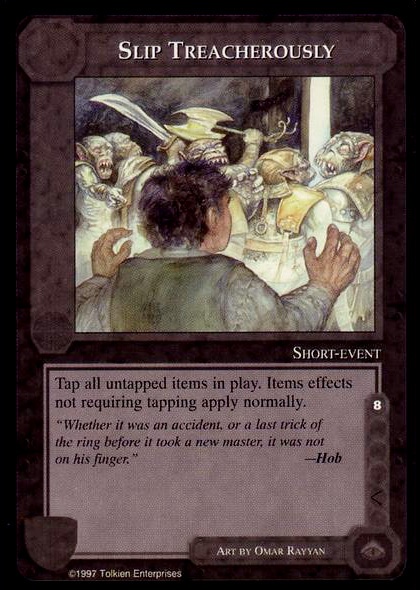 SLIP TREACHEROUSLY
SHORT-EVENT
Tap all untapped items in play. Items effects
not requiring tapping apply normally.
“Whether it was an accident, or a last trick of
the ring before it took a new master, it was not
on his finger.” —Hob
8
ART BY OMAR RAYYAN
©1997 Tolkien Enterprises